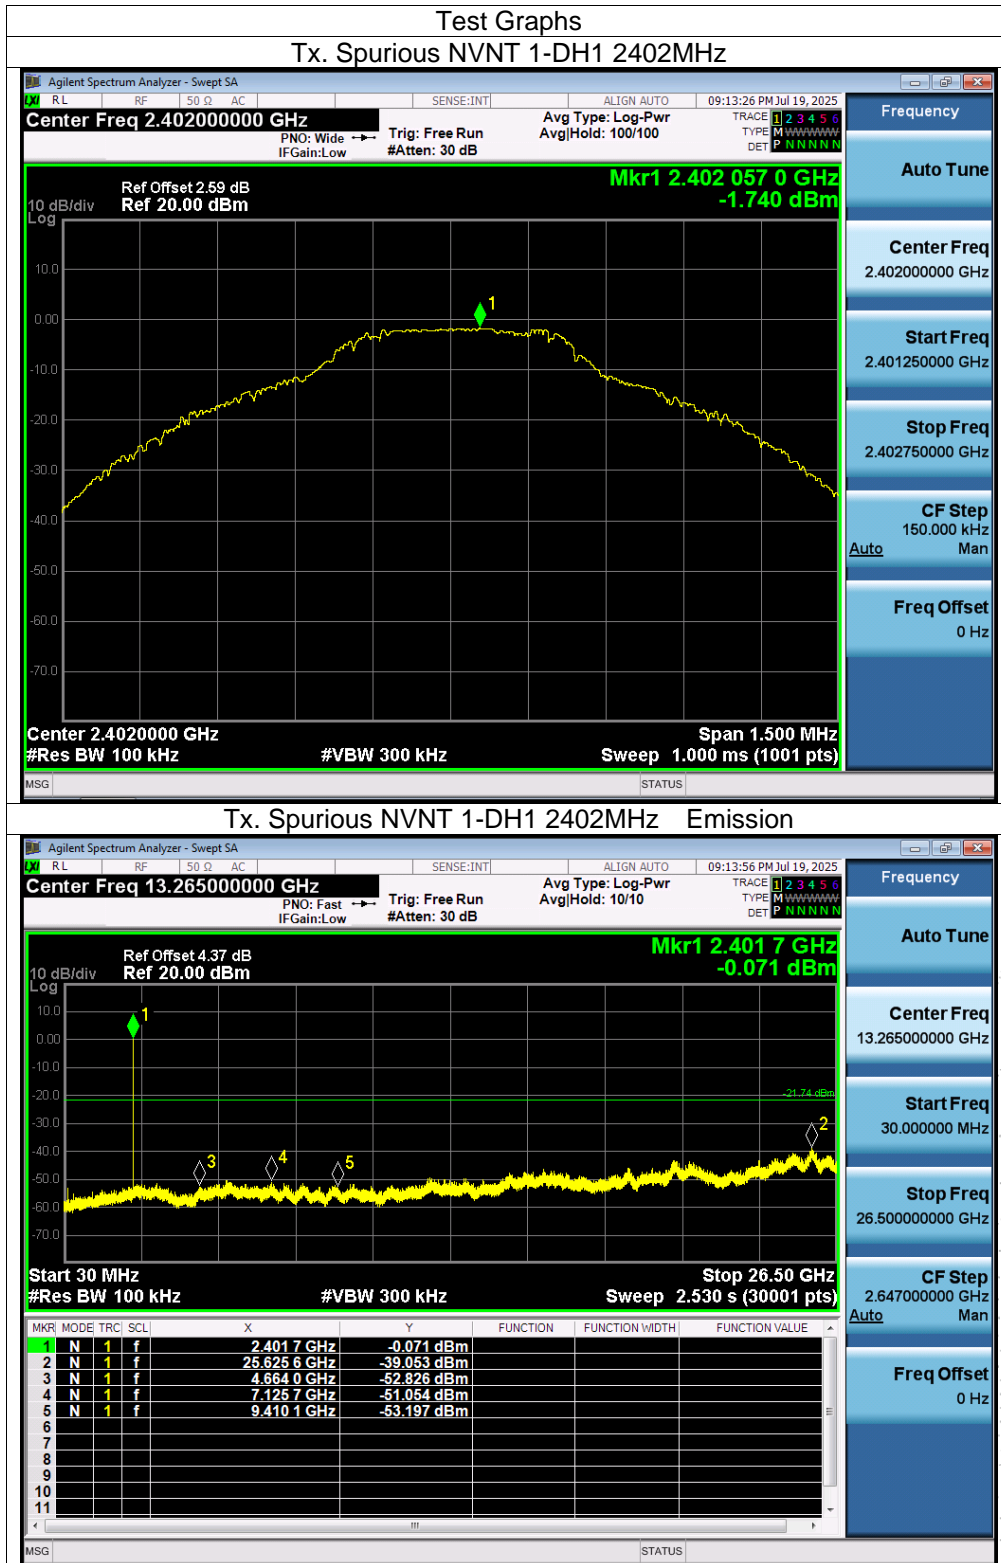 Test Graphs
Tx. Spurious NVNT 1-DH1 2402MHz
Agilent Spectrum Analyzer - Swept SA
LXI RL RF 50 Ω AC SENSE:INT ALIGN AUTO 09:13:26 PM Jul 19, 2025
Center Freq 2.402000000 GHz
PNO: Wide
IFGain:Low
Trig: Free Run
#Atten: 30 dB
Avg Type: Log-Pwr
Avg|Hold: 100/100
TRACE 1 2 3 4 5 6
TYPE M WWWWW
DET P N N N N N
Mkr1 2.402 057 0 GHz
-1.740 dBm
Ref Offset 2.59 dB
10 dB/div Ref 20.00 dBm
Log
10.0
1
0.00
-10.0
-20.0
-30.0
-40.0
-50.0
-60.0
-70.0
Center 2.4020000 GHz Span 1.500 MHz
#Res BW 100 kHz #VBW 300 kHz Sweep 1.000 ms (1001 pts)
MSG STATUS
Frequency
Auto Tune
Center Freq
2.402000000 GHz
Start Freq
2.401250000 GHz
Stop Freq
2.402750000 GHz
CF Step
150.000 kHz
Auto Man
Freq Offset
0 Hz
Tx. Spurious NVNT 1-DH1 2402MHz Emission
Agilent Spectrum Analyzer - Swept SA
LXI RL RF 50 Ω AC SENSE:INT ALIGN AUTO 09:13:56 PM Jul 19, 2025
Center Freq 13.265000000 GHz
PNO: Fast
IFGain:Low
Trig: Free Run
#Atten: 30 dB
Avg Type: Log-Pwr
Avg|Hold: 10/10
TRACE 1 2 3 4 5 6
TYPE M WWWWW
DET P N N N N N
Mkr1 2.401 7 GHz
-0.071 dBm
Ref Offset 4.37 dB
10 dB/div Ref 20.00 dBm
Log
10.0
1
0.00
-10.0
-20.0
-21.74 dBm
-30.0
2
-40.0
3 4 5
-50.0
-60.0
-70.0
Start 30 MHz Stop 26.50 GHz
#Res BW 100 kHz #VBW 300 kHz Sweep 2.530 s (30001 pts)
MKR MODE TRC SCL X Y FUNCTION FUNCTION WIDTH FUNCTION VALUE
1 N 1 f 2.401 7 GHz -0.071 dBm
2 N 1 f 25.625 6 GHz -39.053 dBm
3 N 1 f 4.664 0 GHz -52.826 dBm
4 N 1 f 7.125 7 GHz -51.054 dBm
5 N 1 f 9.410 1 GHz -53.197 dBm
6
7
8
9
10
11
MSG STATUS
Frequency
Auto Tune
Center Freq
13.265000000 GHz
Start Freq
30.000000 MHz
Stop Freq
26.500000000 GHz
CF Step
2.647000000 GHz
Auto Man
Freq Offset
0 Hz